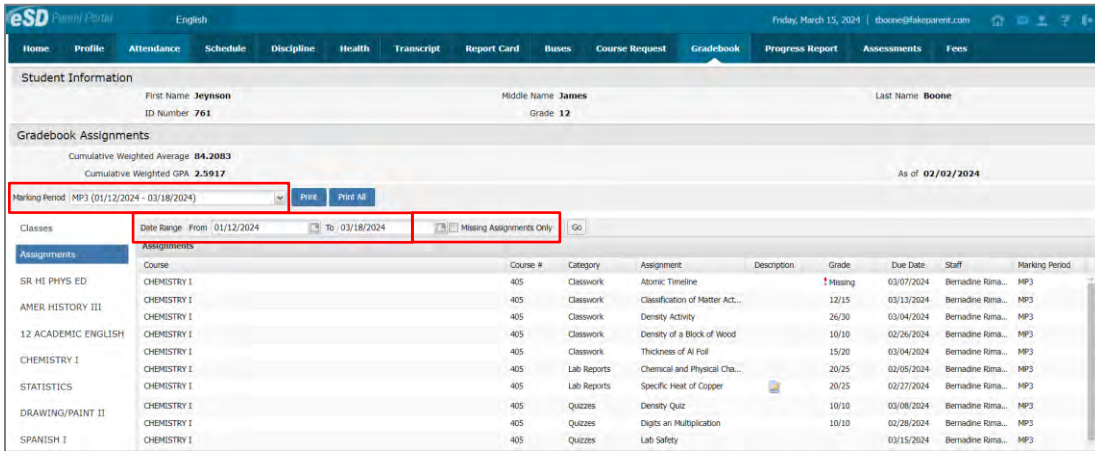 eSD Parent Portal English Friday, March 15, 2024 | tboone@fakeparent.com
Home Profile Attendance Schedule Discipline Health Transcript Report Card Buses Course Request Gradebook Progress Report Assessments Fees
Student Information
First Name Jeynson Middle Name James Last Name Boone
ID Number 761 Grade 12
Gradebook Assignments
Cumulative Weighted Average 84.2083
Cumulative Weighted GPA 2.5917 As of 02/02/2024
Marking Period MP3 (01/12/2024 - 03/18/2024) Print Print All
Classes Date Range From 01/12/2024 To 03/18/2024 Missing Assignments Only Go
Assignments Assignments
Course Course # Category Assignment Description Grade Due Date Staff Marking Period
SR HI PHYS ED CHEMISTRY I 405 Classwork Atomic Timeline ! Missing 03/07/2024 Bernadine Rima... MP3
CHEMISTRY I 405 Classwork Classification of Matter Act... 12/15 03/13/2024 Bernadine Rima... MP3
AMER HISTORY III CHEMISTRY I 405 Classwork Density Activity 26/30 03/04/2024 Bernadine Rima... MP3
12 ACADEMIC ENGLISH CHEMISTRY I 405 Classwork Density of a Block of Wood 10/10 02/26/2024 Bernadine Rima... MP3
CHEMISTRY I CHEMISTRY I 405 Classwork Thickness of Al Foil 15/20 03/04/2024 Bernadine Rima... MP3
CHEMISTRY I 405 Lab Reports Chemical and Physical Cha... 20/25 02/05/2024 Bernadine Rima... MP3
STATISTICS CHEMISTRY I 405 Lab Reports Specific Heat of Copper 20/25 02/27/2024 Bernadine Rima... MP3
DRAWING/PAINT II CHEMISTRY I 405 Quizzes Density Quiz 10/10 03/08/2024 Bernadine Rima... MP3
CHEMISTRY I 405 Quizzes Digits an Multiplication 10/10 02/28/2024 Bernadine Rima... MP3
SPANISH I CHEMISTRY I 405 Quizzes Lab Safety 03/15/2024 Bernadine Rima... MP3